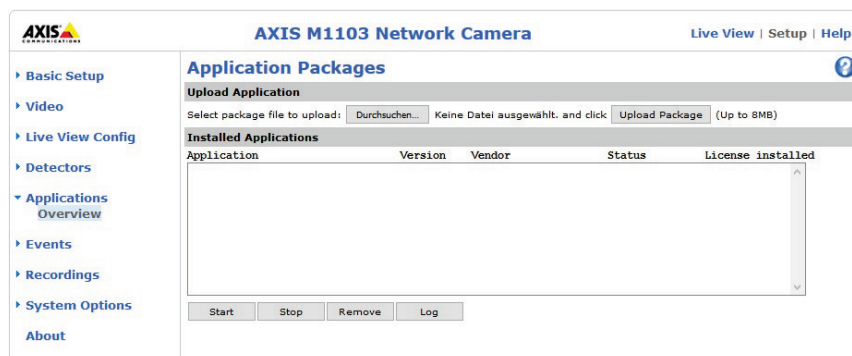 AXIS
COMMUNICATIONS
AXIS M1103 Network Camera
Live View | Setup | Help
Basic Setup
Video
Live View Config
Detectors
Applications
Overview
Events
Recordings
System Options
About
Application Packages
?
Upload Application
Select package file to upload: Durchsuchen... Keine Datei ausgewählt. and click Upload Package (Up to 8MB)
Installed Applications
Application Version Vendor Status License installed
Start Stop Remove Log